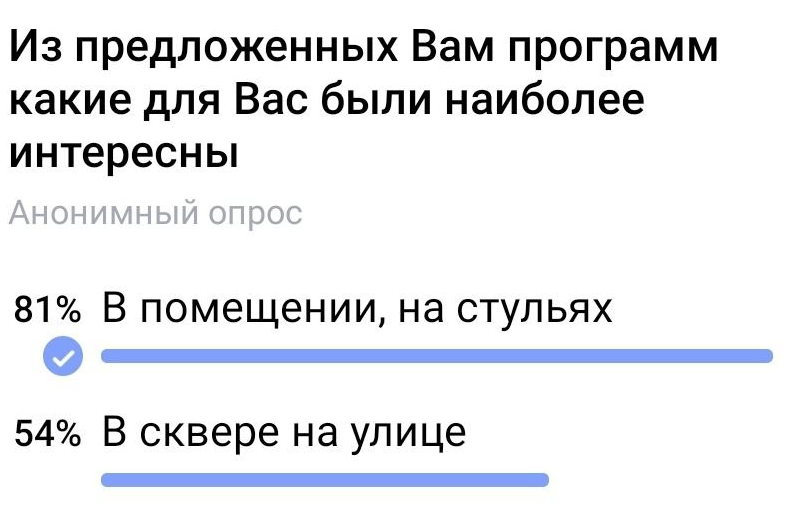 Из предложенных Вам программ
какие для Вас были наиболее
интересны
Анонимный опрос
81% В помещении, на стульях
54% В сквере на улице